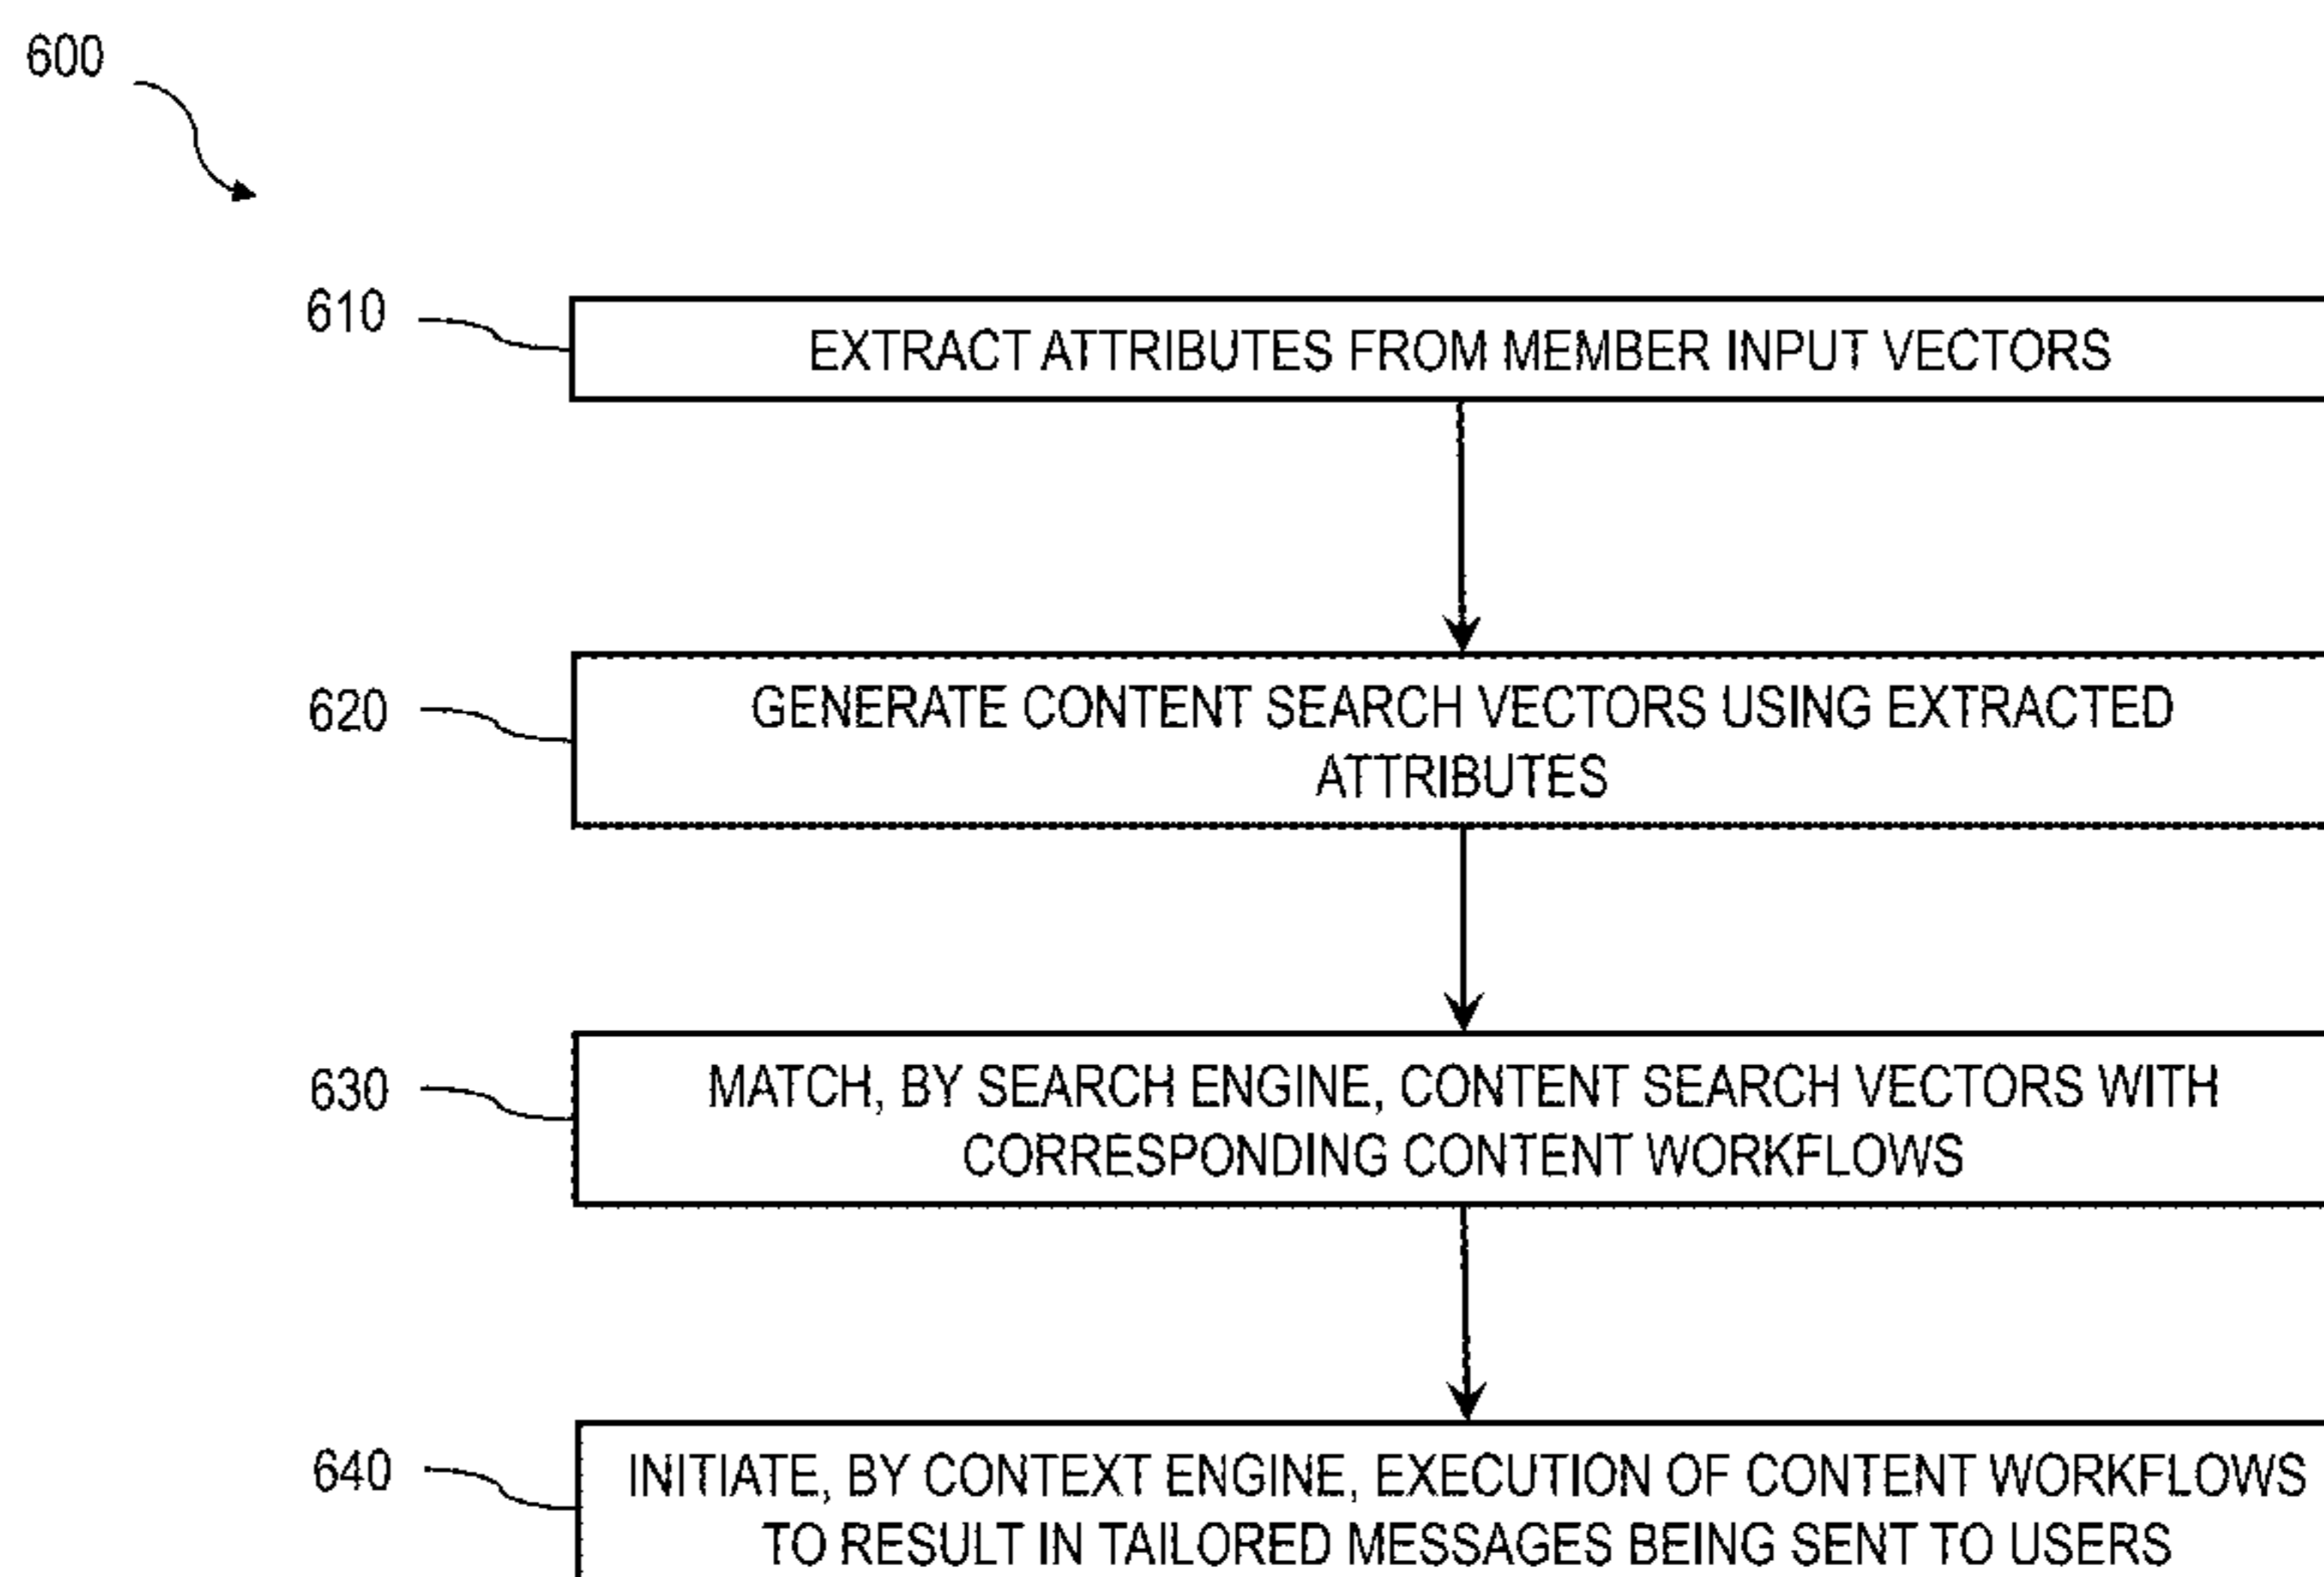 600
610
EXTRACT ATTRIBUTES FROM MEMBER INPUT VECTORS
620
GENERATE CONTENT SEARCH VECTORS USING EXTRACTED
ATTRIBUTES
630
MATCH, BY SEARCH ENGINE, CONTENT SEARCH VECTORS WITH
CORRESPONDING CONTENT WORKFLOWS
640
INITIATE, BY CONTEXT ENGINE, EXECUTION OF CONTENT WORKFLOWS
TO RESULT IN TAILORED MESSAGES BEING SENT TO USERS